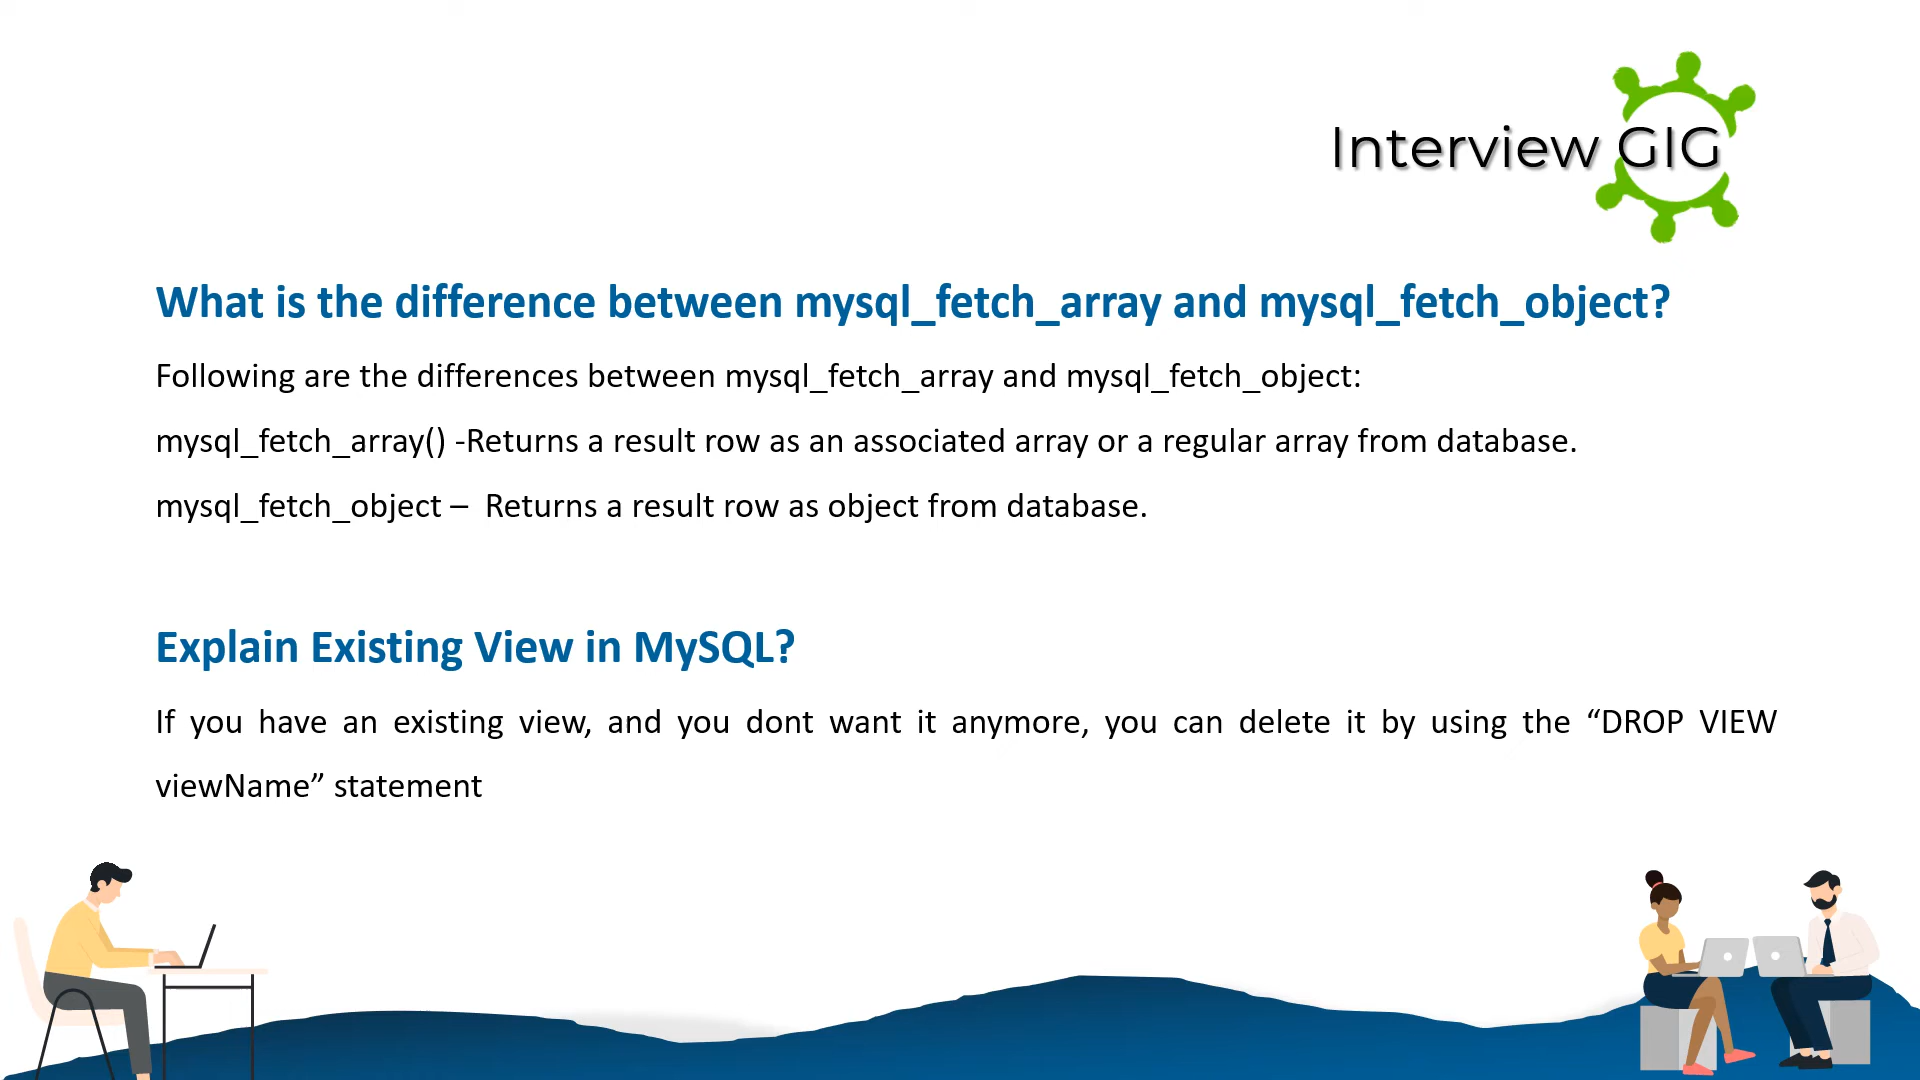 Interview GIG
What is the difference between mysql_fetch_array and mysql_fetch_object?
Following are the differences between mysql_fetch_array and mysql_fetch_object:
mysql_fetch_array() -Returns a result row as an associated array or a regular array from database.
mysql_fetch_object –  Returns a result row as object from database.
Explain Existing View in MySQL?
If you have an existing view, and you dont want it anymore, you can delete it by using the “DROP VIEW
viewName” statement